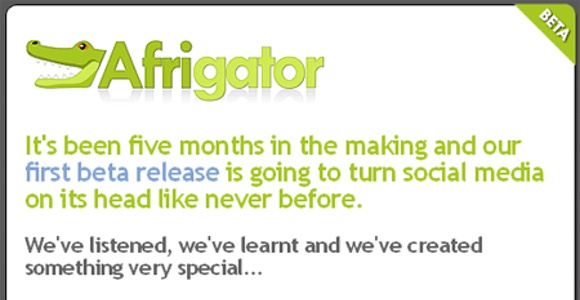 BETA
Afrigator
It's been five months in the making and our
first beta release is going to turn social media
on its head like never before.
We've listened, we've learnt and we've created
something very special...